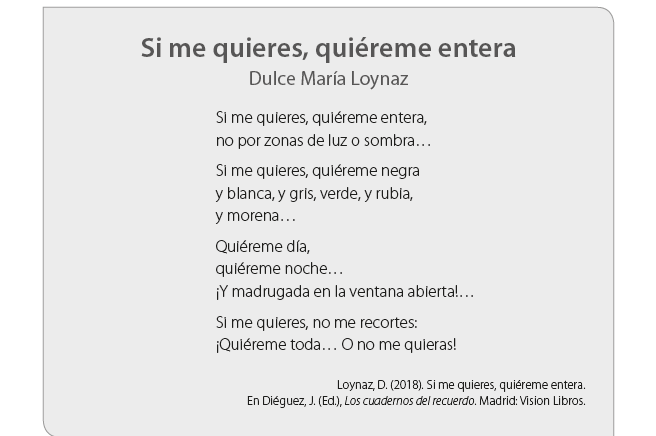 Si me quieres, quiéreme entera
Dulce María Loynaz
Si me quieres, quiéreme entera,
no por zonas de luz o sombra…
Si me quieres, quiéreme negra
y blanca, y gris, verde, y rubia,
y morena…
Quiéreme día,
quiéreme noche…
¡Y madrugada en la ventana abierta!…
Si me quieres, no me recortes:
¡Quiéreme toda… O no me quieras!
Loynaz, D. (2018). Si me quieres, quiéreme entera.
En Diéguez, J. (Ed.), Los cuadernos del recuerdo. Madrid: Vision Libros.